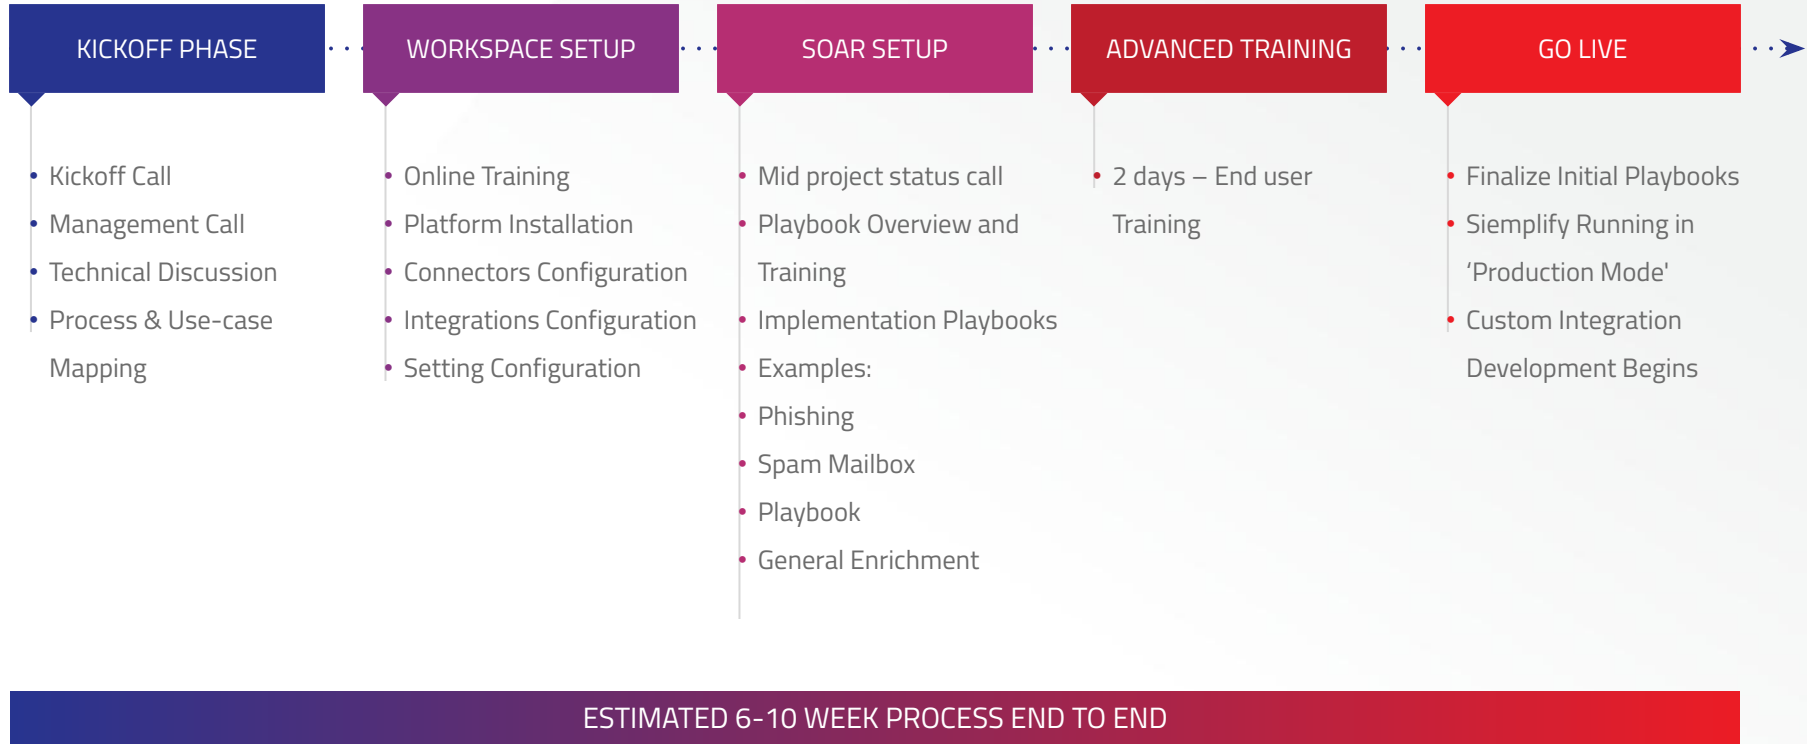 KICKOFF PHASE
Kickoff Call
Management Call
Technical Discussion
Process & Use-case
Mapping
WORKSPACE SETUP
Online Training
Platform Installation
Connectors Configuration
Integrations Configuration
Setting Configuration
SOAR SETUP
Mid project status call
Playbook Overview and
Training
Implementation Playbooks
Examples:
Phishing
Spam Mailbox
Playbook
General Enrichment
ADVANCED TRAINING
2 days – End user
Training
GO LIVE
Finalize Initial Playbooks
Siemplify Running in
‘Production Mode'
Custom Integration
Development Begins
ESTIMATED 6-10 WEEK PROCESS END TO END